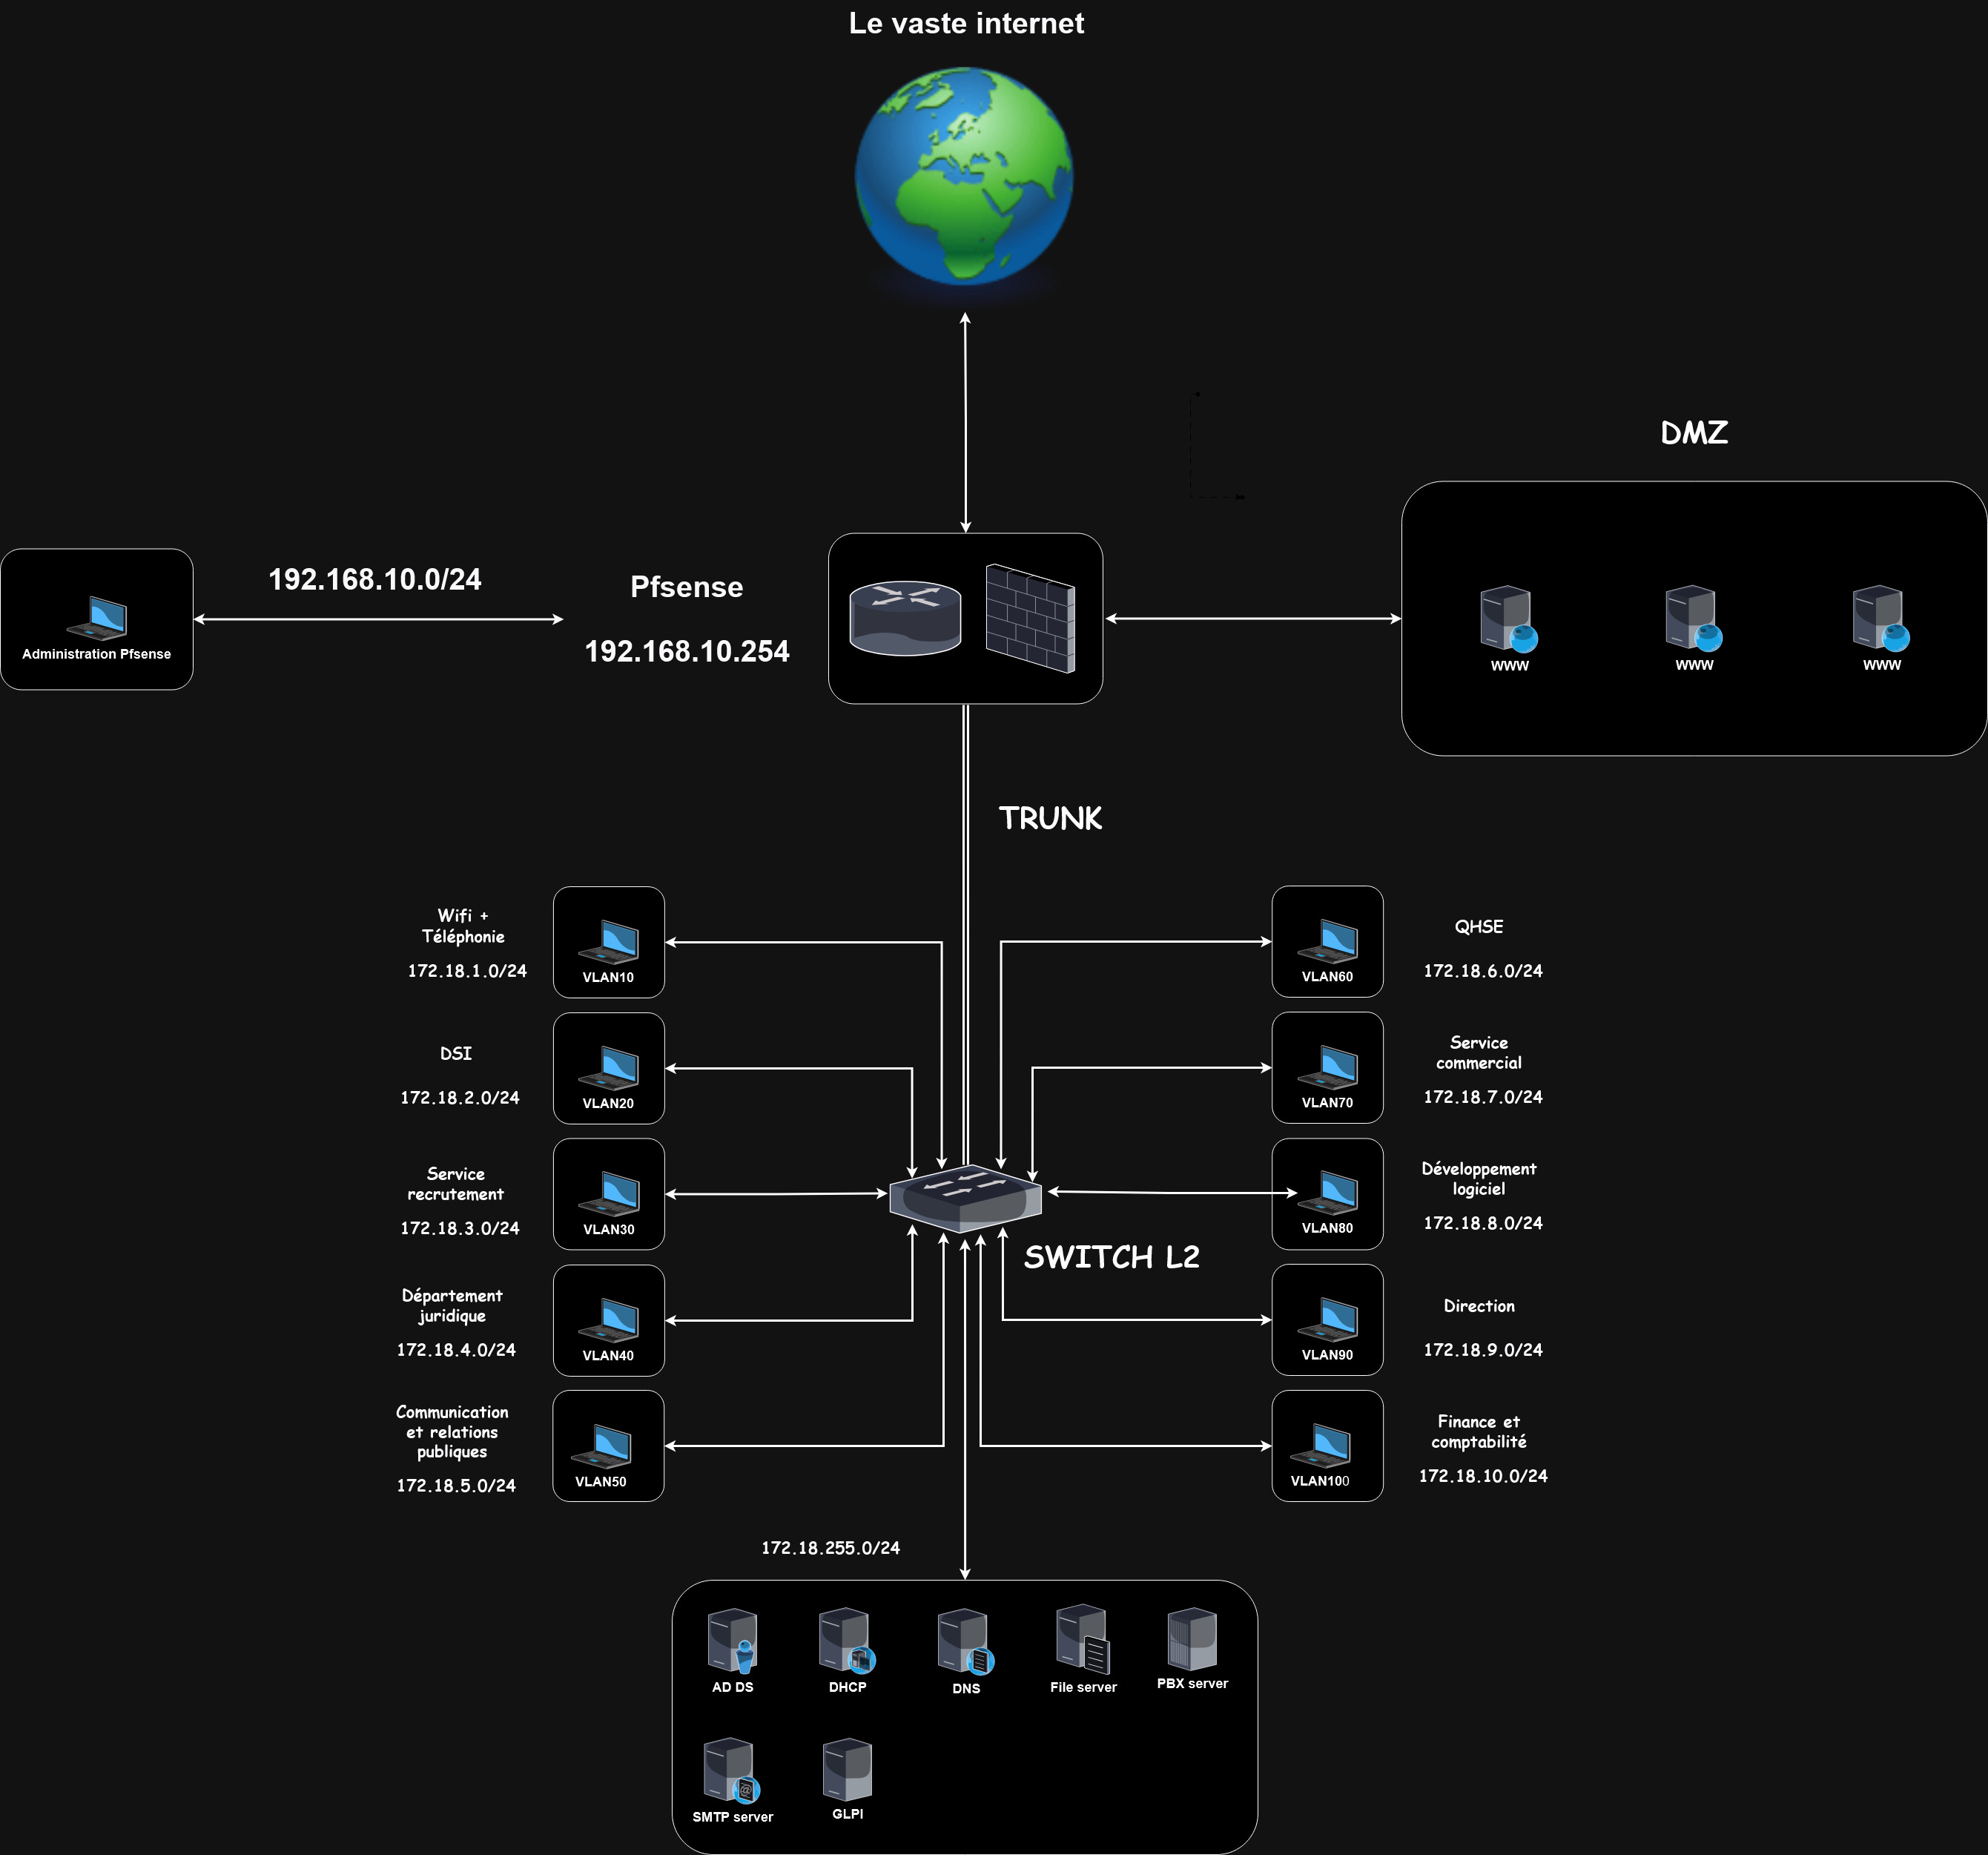 Le vaste internet
DMZ
192.168.10.0/24
Pfsense
192.168.10.254
Administration Pfsense
WWW
WWW
WWW
TRUNK
Wifi +
Téléphonie
172.18.1.0/24
VLAN10
VLAN60
QHSE
172.18.6.0/24
DSI
172.18.2.0/24
VLAN20
VLAN70
Service
commercial
172.18.7.0/24
Service
recrutement
172.18.3.0/24
VLAN30
VLAN80
Développement
logiciel
172.18.8.0/24
SWITCH L2
Département
juridique
172.18.4.0/24
VLAN40
VLAN90
Direction
172.18.9.0/24
Communication
et relations
publiques
172.18.5.0/24
VLAN50
VLAN100
Finance et
comptabilité
172.18.10.0/24
172.18.255.0/24
AD DS
DHCP
DNS
File server
PBX server
SMTP server
GLPI